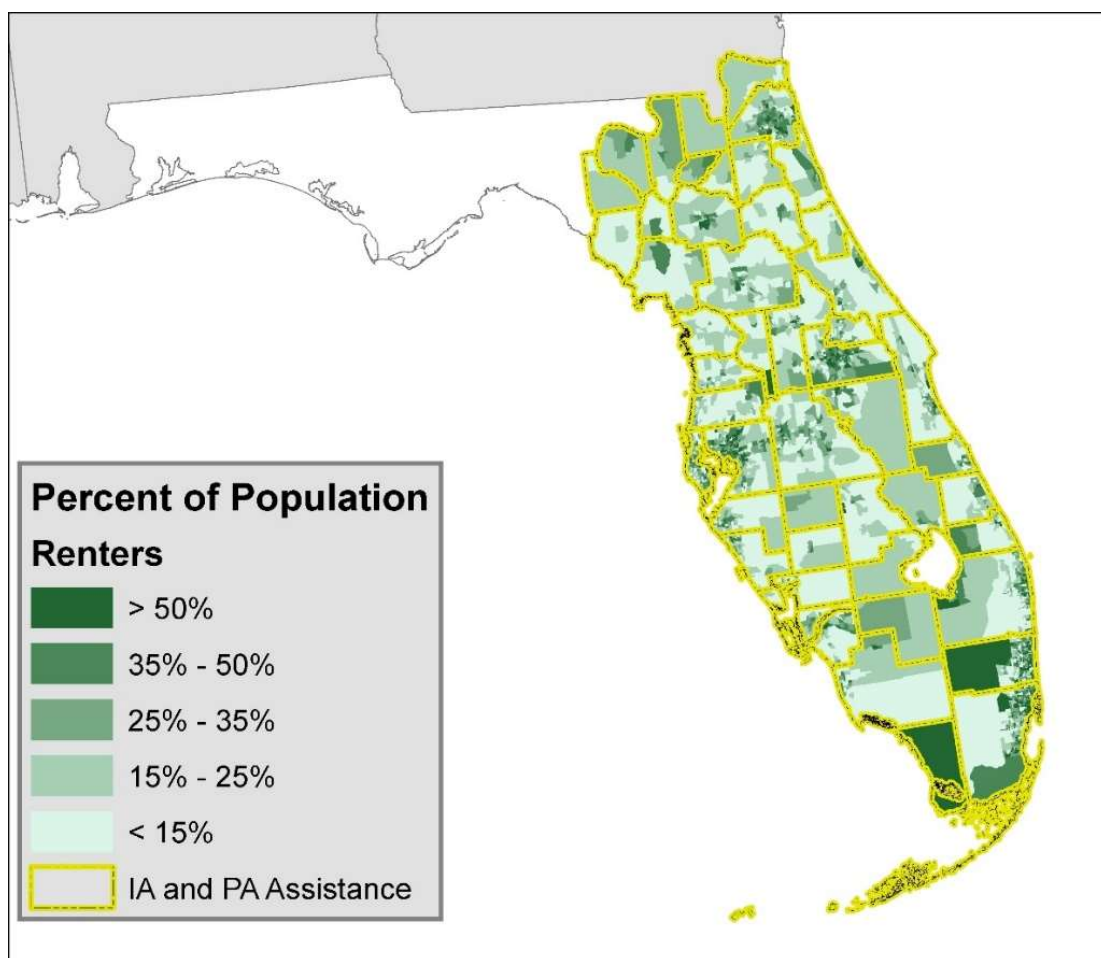 Percent of Population
Renters
> 50%
35% - 50%
25% - 35%
15% - 25%
< 15%
IA and PA Assistance